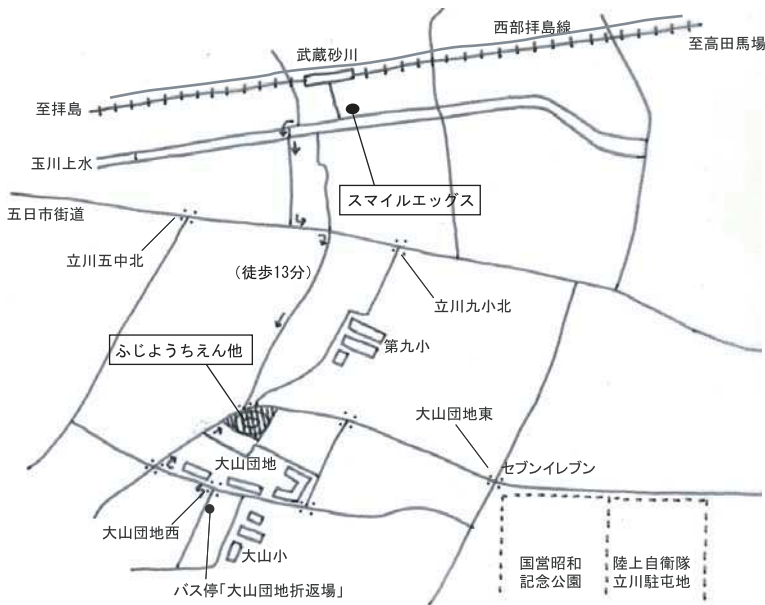 西部拝島線
武蔵砂川
至高田馬場
至拝島
玉川上水
スマイルエッグス
五日市街道
立川五中北
(徒歩13分)
立川九小北
第九小
ふじようちえん他
大山団地東
大山団地
セブンイレブン
大山団地西
大山小
国営昭和
記念公園
陸上自衛隊
立川駐屯地
バス停「大山団地折返場」